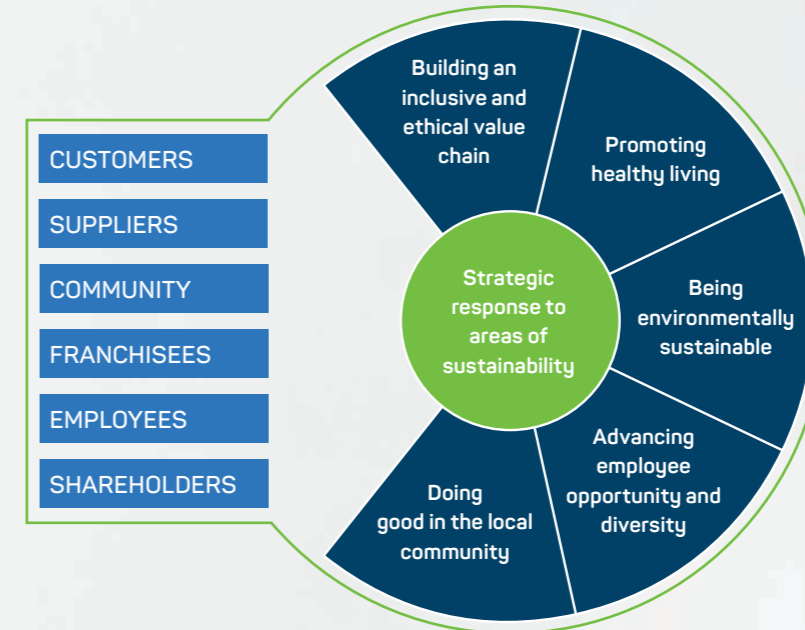 CUSTOMERS
SUPPLIERS
COMMUNITY
FRANCHISEES
EMPLOYEES
SHAREHOLDERS
Building an
inclusive and
ethical value
chain
Promoting
healthy living
Being
environmentally
sustainable
Advancing
employee
opportunity and
diversity
Doing
good in the local
community
Strategic
response to
areas of
sustainability